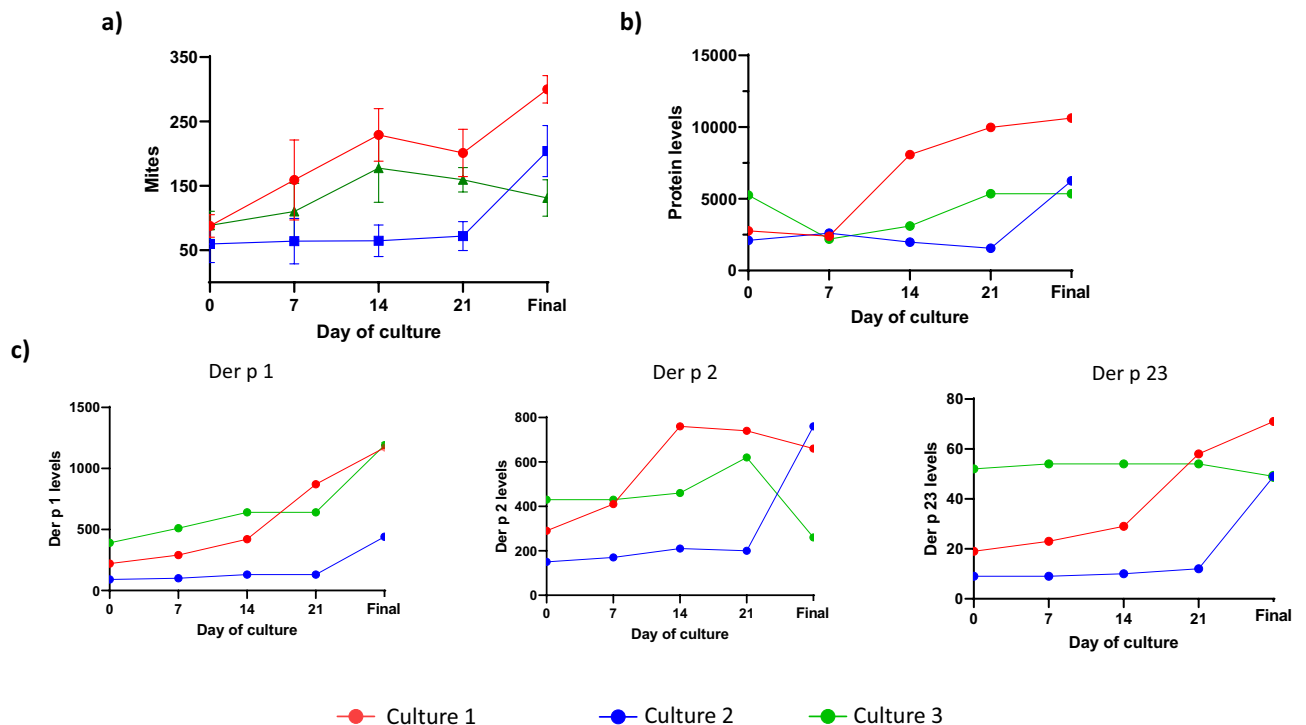 a)
350
250
150
50
Mites
0 7 14 21 Final
Day of culture
b)
15000
10000
5000
0
Protein levels
0 7 14 21 Final
Day of culture
c)
Der p 1
1500
1000
500
0
Der p 1 levels
0 7 14 21 Final
Day of culture
Der p 2
800
600
400
200
0
Der p 2 levels
0 7 14 21 Final
Day of culture
Der p 23
80
60
40
20
0
Der p 23 levels
0 7 14 21 Final
Day of culture
Culture 1 Culture 2 Culture 3